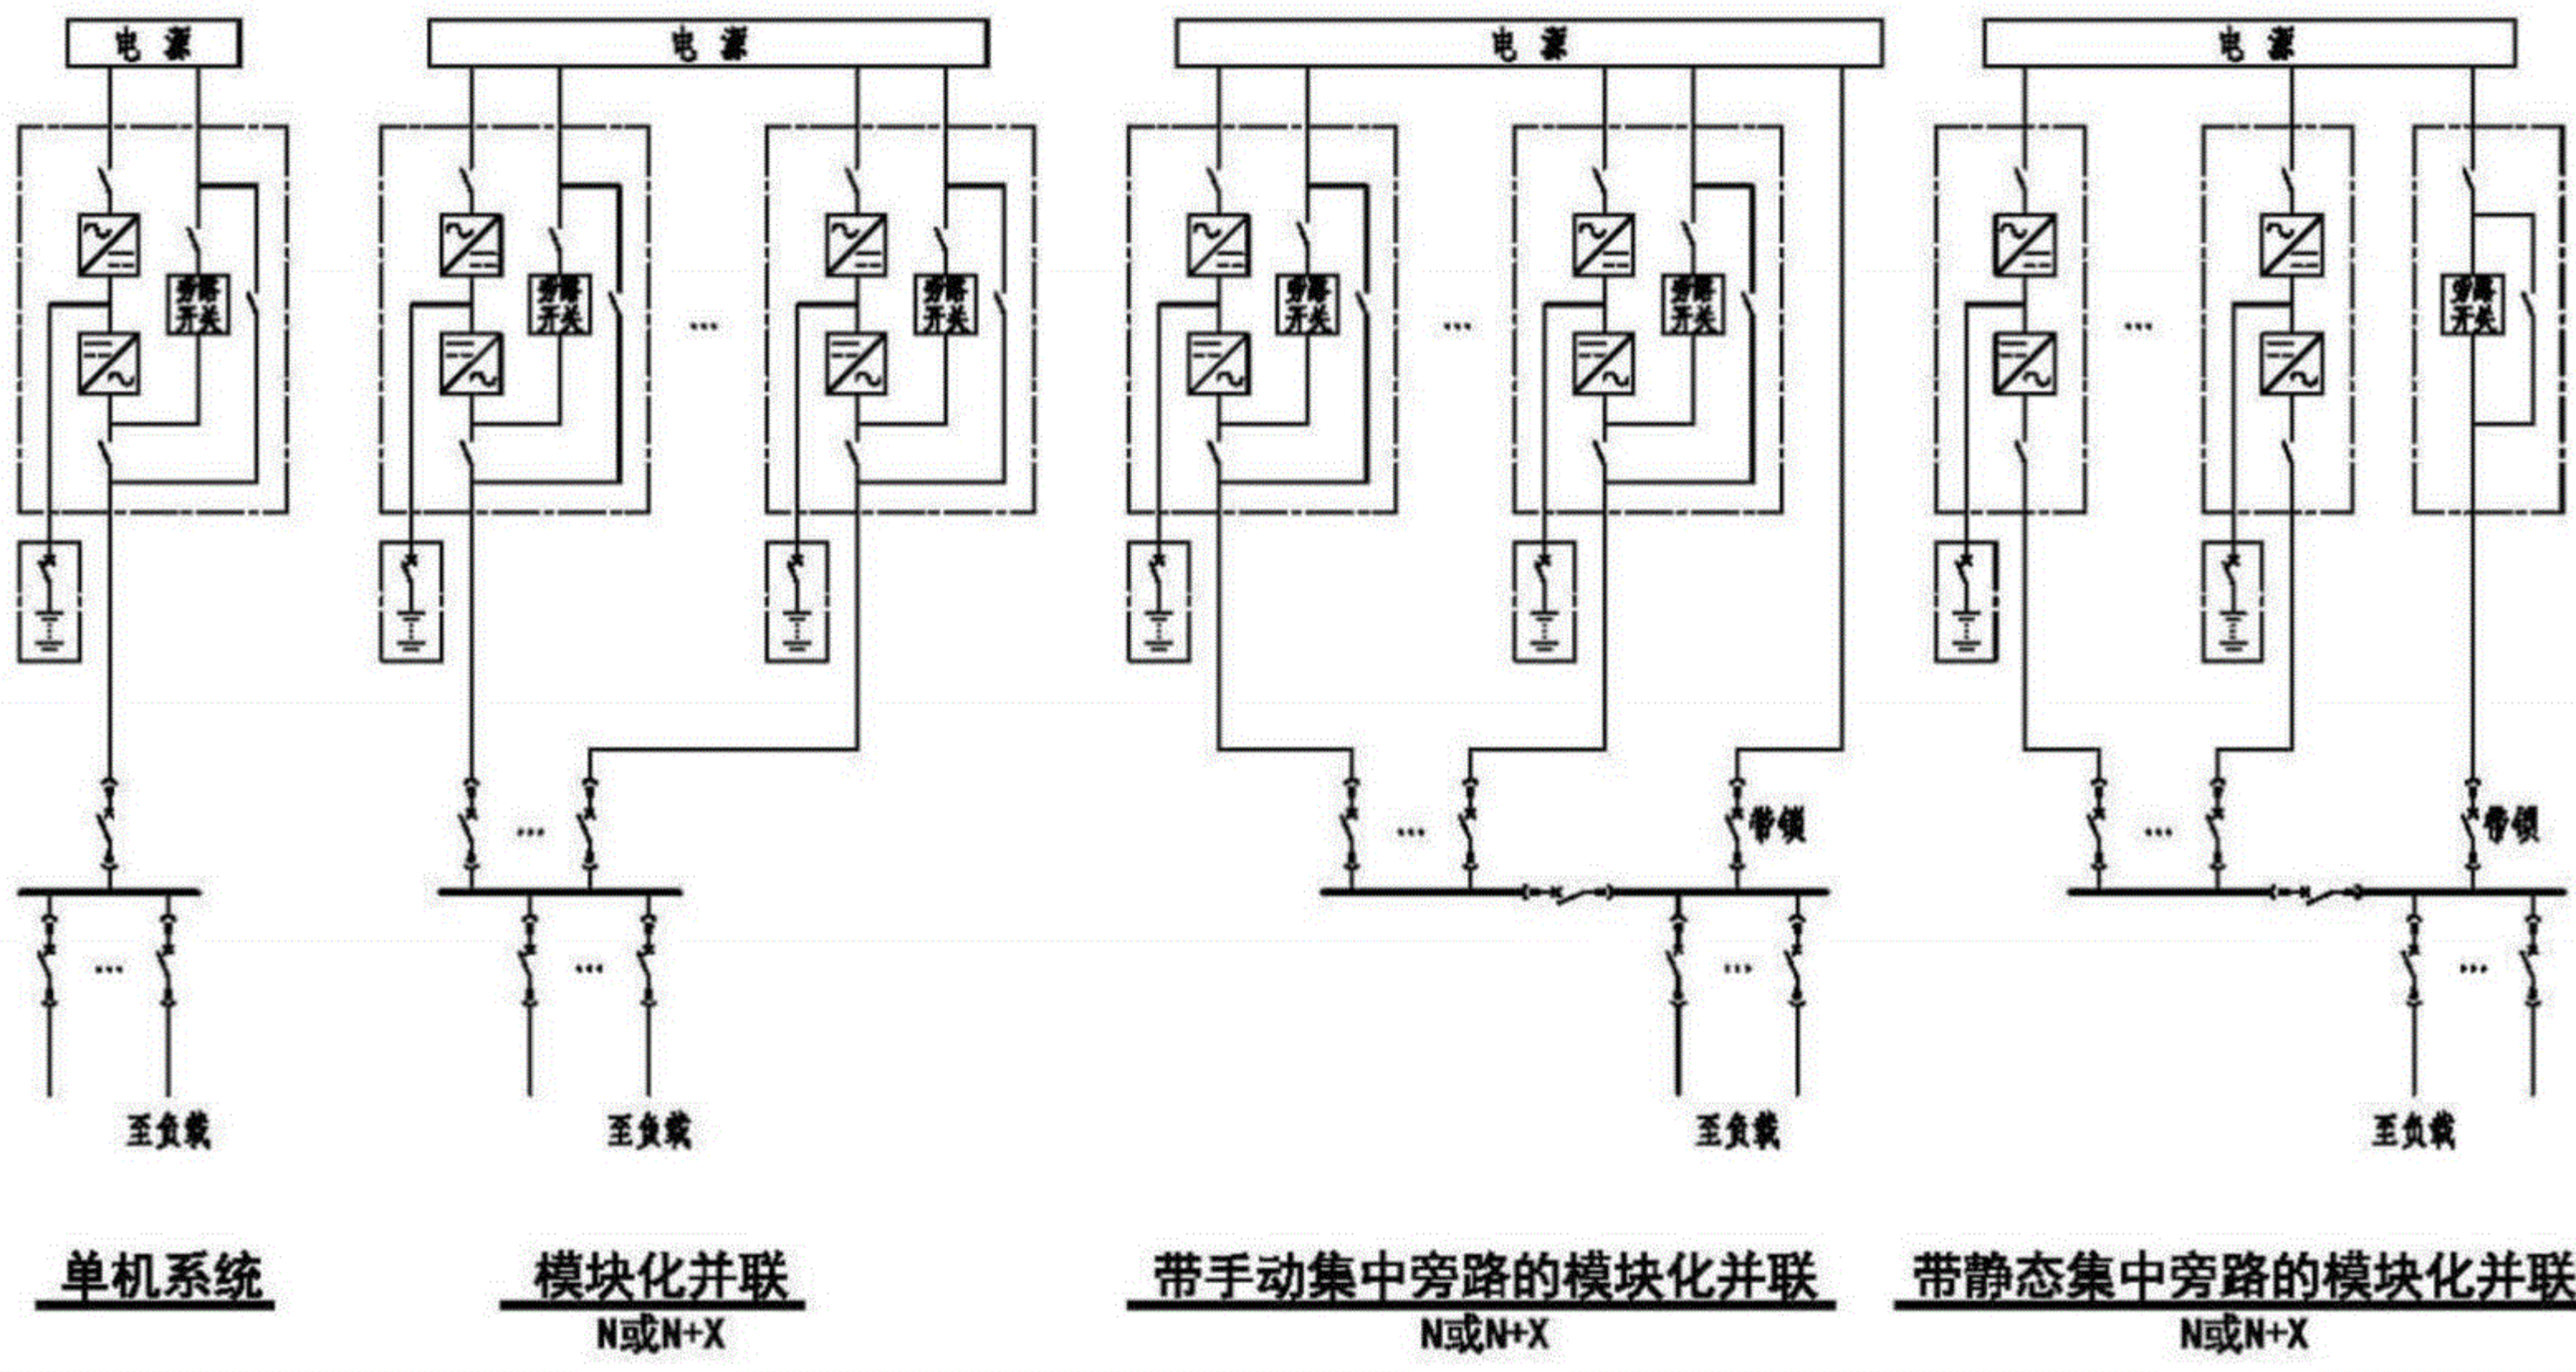 电 源
电 源
电 源
电 源
旁路
开关
旁路
开关
旁路
开关
旁路
开关
旁路
开关
旁路
开关
...
...
...
带锁
带锁
...
...
...
...
...
...
...
至负载
至负载
至负载
至负载
单机系统
模块化并联
N或N+X
带手动集中旁路的模块化并联
N或N+X
带静态集中旁路的模块化并联
N或N+X